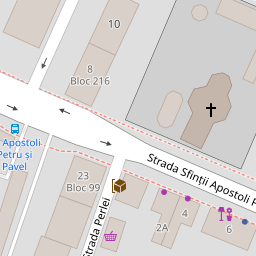 10
8
Bloc 216
Apostoli
Petru și
Pavel
Strada Sfinții Apostoli P
23
Bloc 99
Strada Perlei
4
2A
6